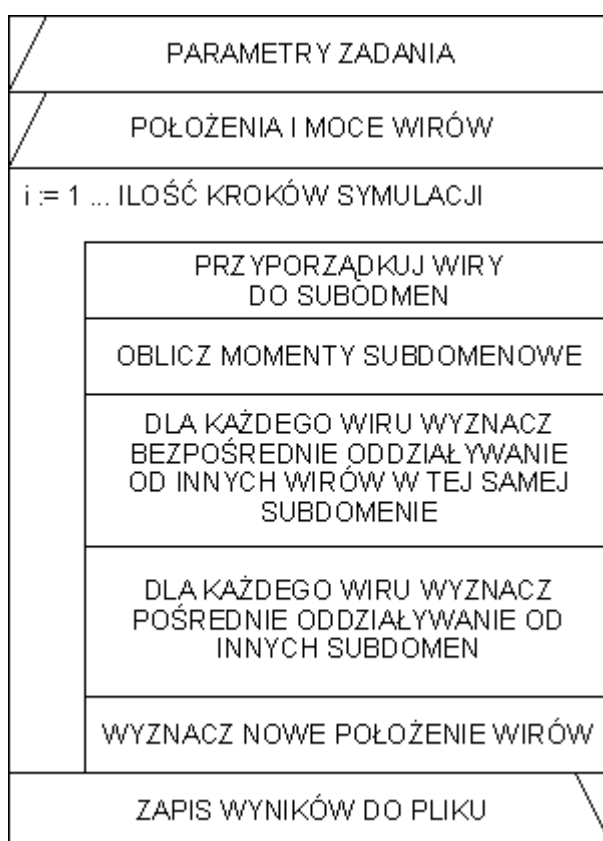 PARAMETRY ZADANIA
POŁOŻENIA I MOCE WIRÓW
i := 1 ... ILOŚĆ KROKÓW SYMULACJI
PRZYPORZĄDKUJ WIRY
DO SUBÓDMEN
OBLICZ MOMENTY SUBDOMENOWE
DLA KAŻDEGO WIRU WYZNACZ
BEZPOŚREDNIE ODDZIAŁYWANIE
OD INNYCH WIRÓW W TEJ SAMEJ
SUBDOMENIE
DLA KAŻDEGO WIRU WYZNACZ
POŚREDNIE ODDZIAŁYWANIE OD
INNYCH SUBDOMEN
WYZNACZ NOWE POŁOŻENIE WIRÓW
ZAPIS WYNIKÓW DO PLIKU